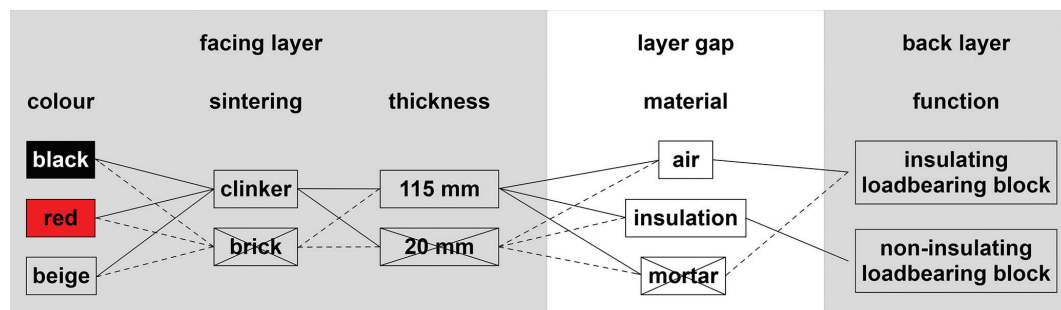 facing layer
layer gap
back layer
colour
sintering
thickness
material
function
black
red
beige
clinker
brick
115 mm
20 mm
air
insulation
mortar
insulating
loadbearing block
non-insulating
loadbearing block